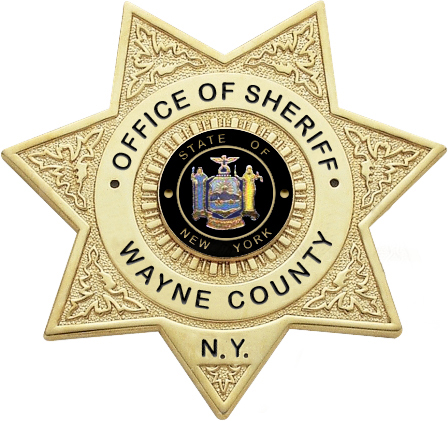 OFFICE OF SHERIFF
STATE OF
NEW YORK
WAYNE COUNTY
N.Y.